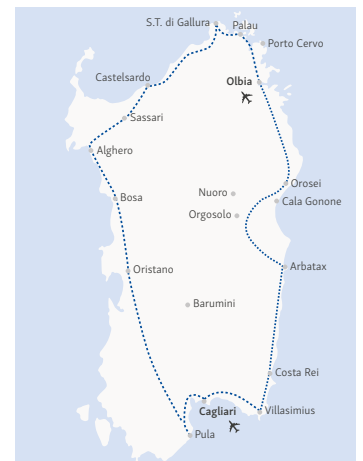 S.T. di Gallura
Palau
Porto Cervo
Castelsardo
Olbia
Sassari
Alghero
Orosei
Nuoro
Bosa
Cala Gonone
Orgosolo
Arbatax
Oristano
Barumini
Costa Rei
Cagliari
Villasimius
Pula